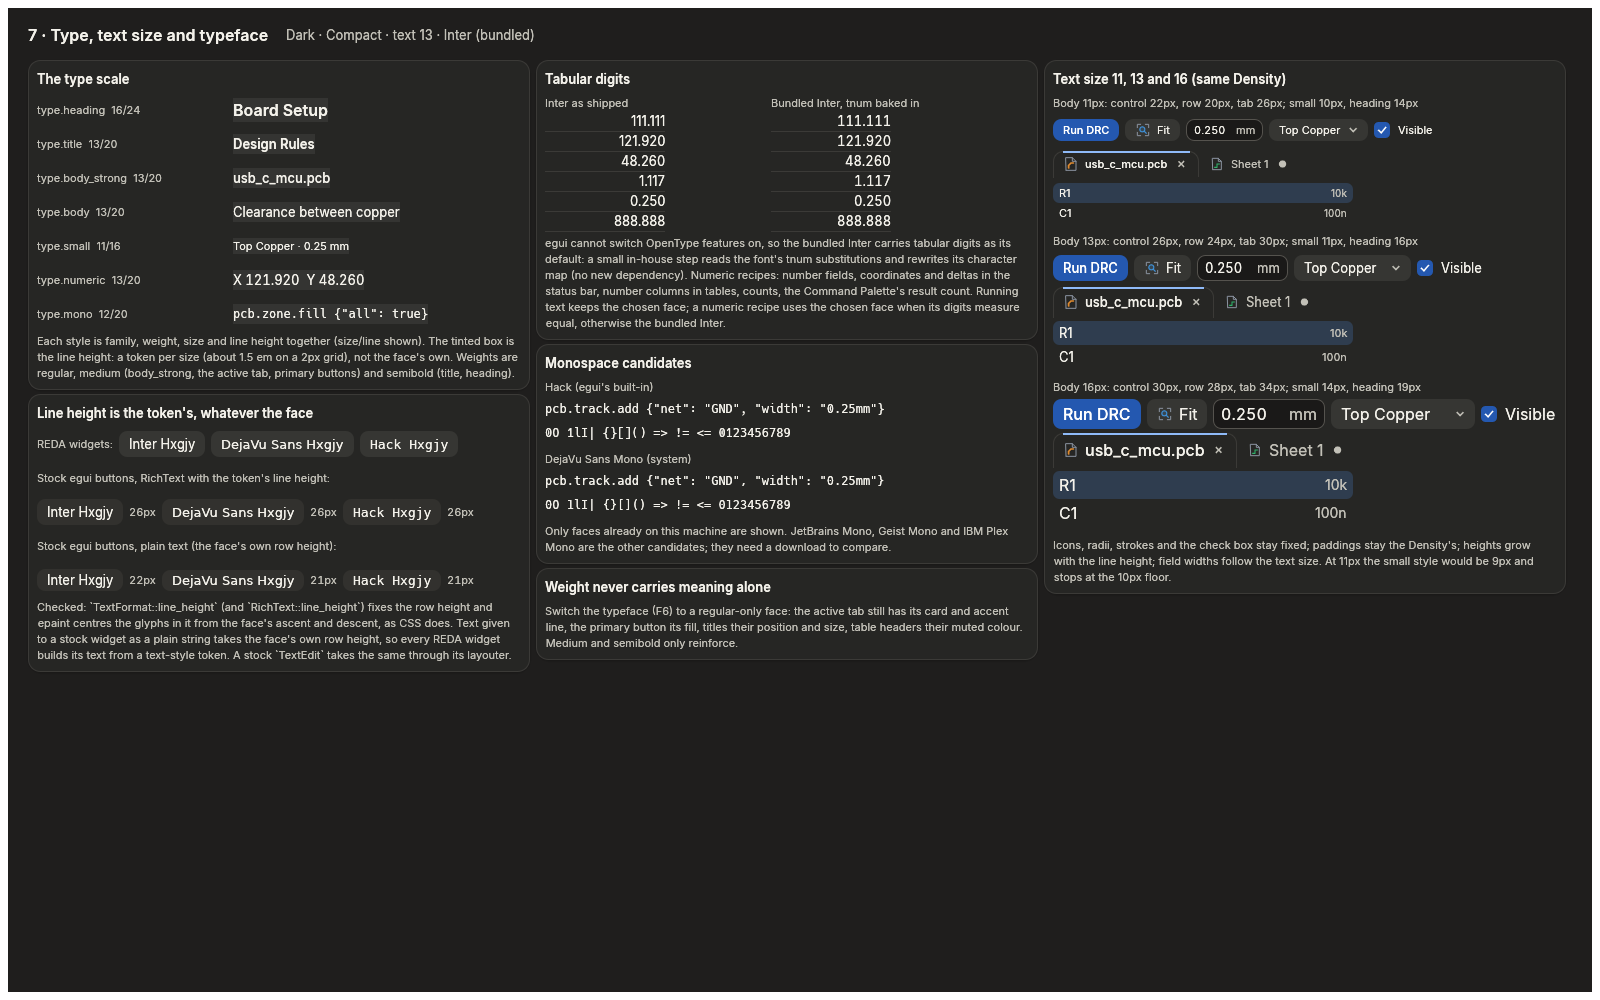 7 · Type, text size and typeface Dark · Compact · text 13 · Inter (bundled)
The type scale
type.heading 16/24 Board Setup
type.title 13/20 Design Rules
type.body_strong 13/20 usb_c_mcu.pcb
type.body 13/20 Clearance between copper
type.small 11/16 Top Copper · 0.25 mm
type.numeric 13/20 X 121.920 Y 48.260
type.mono 12/20 pcb.zone.fill {"all": true}
Each style is family, weight, size and line height together (size/line shown). The tinted box is
the line height: a token per size (about 1.5 em on a 2px grid), not the face's own. Weights are
regular, medium (body_strong, the active tab, primary buttons) and semibold (title, heading).
Line height is the token's, whatever the face
REDA widgets: Inter Hxgjy DejaVu Sans Hxgjy Hack Hxgjy
Stock egui buttons, RichText with the token's line height:
Inter Hxgjy 26px DejaVu Sans Hxgjy 26px Hack Hxgjy 26px
Stock egui buttons, plain text (the face's own row height):
Inter Hxgjy 22px DejaVu Sans Hxgjy 21px Hack Hxgjy 21px
Checked: `TextFormat::line_height` (and `RichText::line_height`) fixes the row height and
epaint centres the glyphs in it from the face's ascent and descent, as CSS does. Text given
to a stock widget as a plain string takes the face's own row height, so every REDA widget
builds its text from a text-style token. A stock `TextEdit` takes the same through its layouter.
Tabular digits
Inter as shipped Bundled Inter, tnum baked in
111.111 111.111
121.920 121.920
48.260 48.260
1.117 1.117
0.250 0.250
888.888 888.888
egui cannot switch OpenType features on, so the bundled Inter carries tabular digits as its
default: a small in-house step reads the font's tnum substitutions and rewrites its character
map (no new dependency). Numeric recipes: number fields, coordinates and deltas in the
status bar, number columns in tables, counts, the Command Palette's result count. Running
text keeps the chosen face; a numeric recipe uses the chosen face when its digits measure
equal, otherwise the bundled Inter.
Monospace candidates
Hack (egui's built-in)
pcb.track.add {"net": "GND", "width": "0.25mm"}
0O 1lI| {}[]() => != <= 0123456789
DejaVu Sans Mono (system)
pcb.track.add {"net": "GND", "width": "0.25mm"}
0O 1lI| {}[]() => != <= 0123456789
Only faces already on this machine are shown. JetBrains Mono, Geist Mono and IBM Plex
Mono are the other candidates; they need a download to compare.
Weight never carries meaning alone
Switch the typeface (F6) to a regular-only face: the active tab still has its card and accent
line, the primary button its fill, titles their position and size, table headers their muted colour.
Medium and semibold only reinforce.
Text size 11, 13 and 16 (same Density)
Body 11px: control 22px, row 20px, tab 26px; small 10px, heading 14px
Run DRC Fit 0.250 mm Top Copper Visible
usb_c_mcu.pcb × Sheet 1
R1 10k
C1 100n
Body 13px: control 26px, row 24px, tab 30px; small 11px, heading 16px
Run DRC Fit 0.250 mm Top Copper Visible
usb_c_mcu.pcb × Sheet 1
R1 10k
C1 100n
Body 16px: control 30px, row 28px, tab 34px; small 14px, heading 19px
Run DRC Fit 0.250 mm Top Copper Visible
usb_c_mcu.pcb × Sheet 1
R1 10k
C1 100n
Icons, radii, strokes and the check box stay fixed; paddings stay the Density's; heights grow
with the line height; field widths follow the text size. At 11px the small style would be 9px and
stops at the 10px floor.